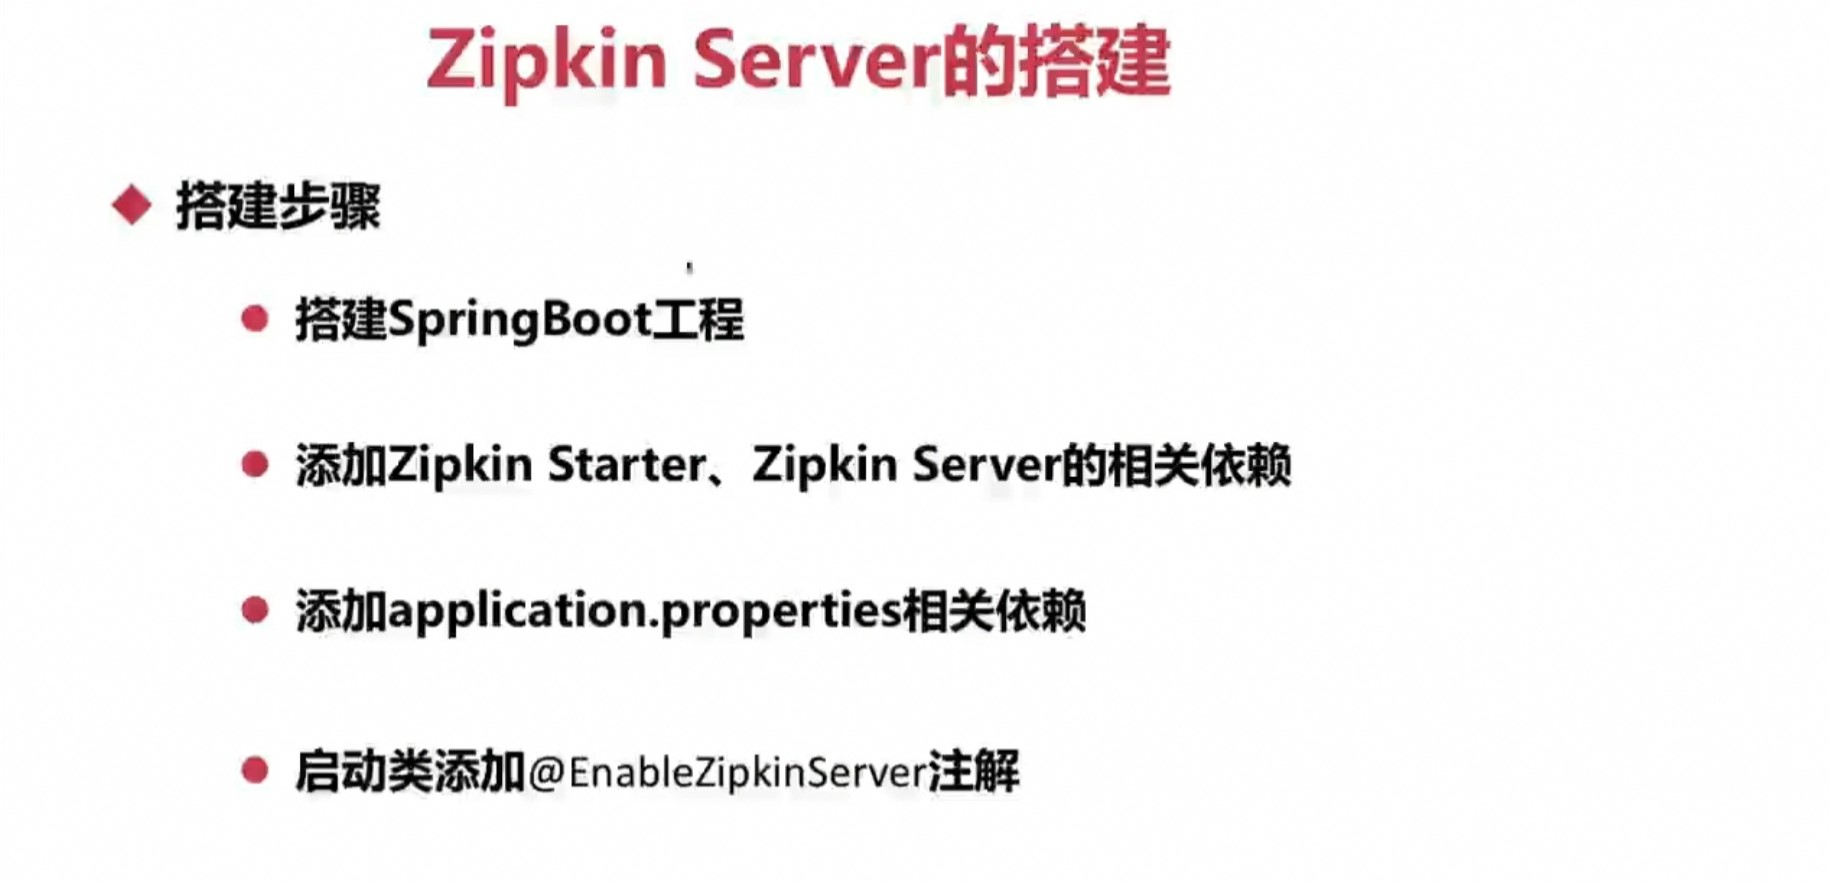 Zipkin Server的搭建
搭建步骤
搭建SpringBoot工程
添加Zipkin Starter、Zipkin Server的相关依赖
添加application.properties相关依赖
启动类添加@EnableZipkinServer注解